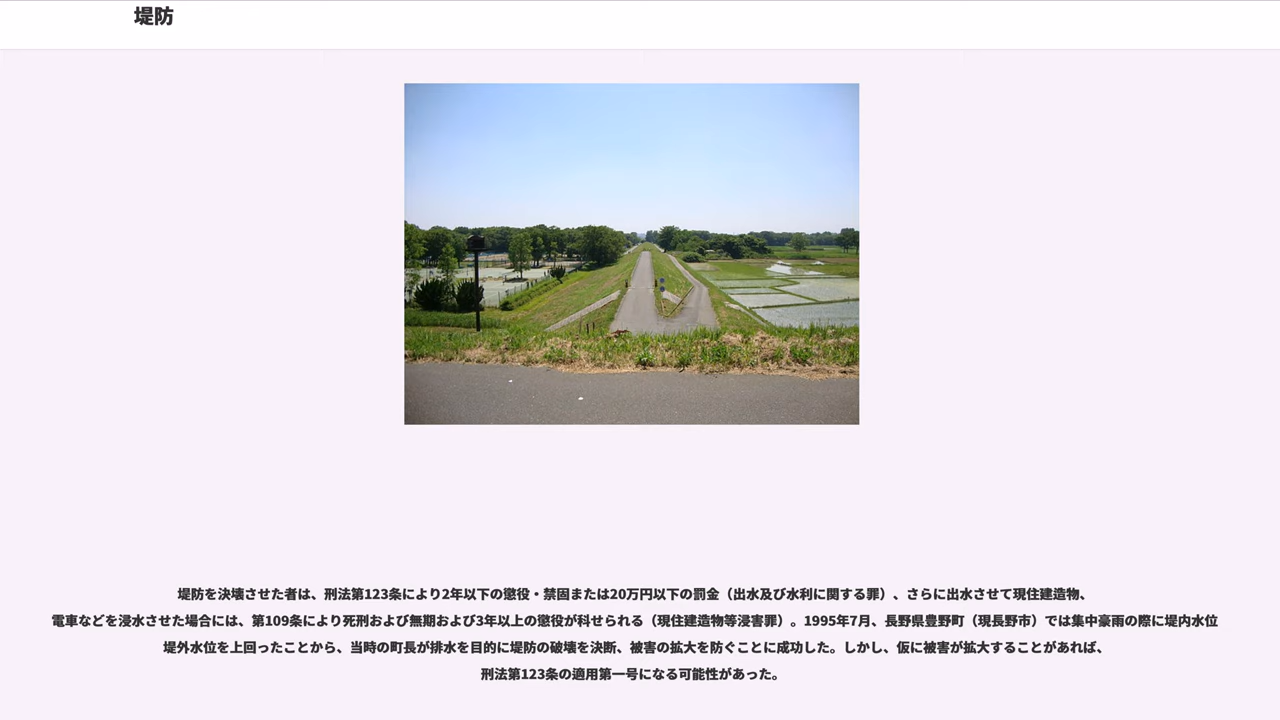 堤防
堤防を決壊させた者は、刑法第123条により2年以下の懲役・禁固または20万円以下の罰金（出水及び水利に関する罪）、さらに出水させて現住建造物、
電車などを浸水させた場合には、第109条により死刑および無期および3年以上の懲役が科せられる（現住建造物等浸害罪）。1995年7月、長野県豊野町（現長野市）では集中豪雨の際に堤内水位
堤外水位を上回ったことから、当時の町長が排水を目的に堤防の破壊を決断、被害の拡大を防ぐことに成功した。しかし、仮に被害が拡大することがあれば、
刑法第123条の適用第一号になる可能性があった。